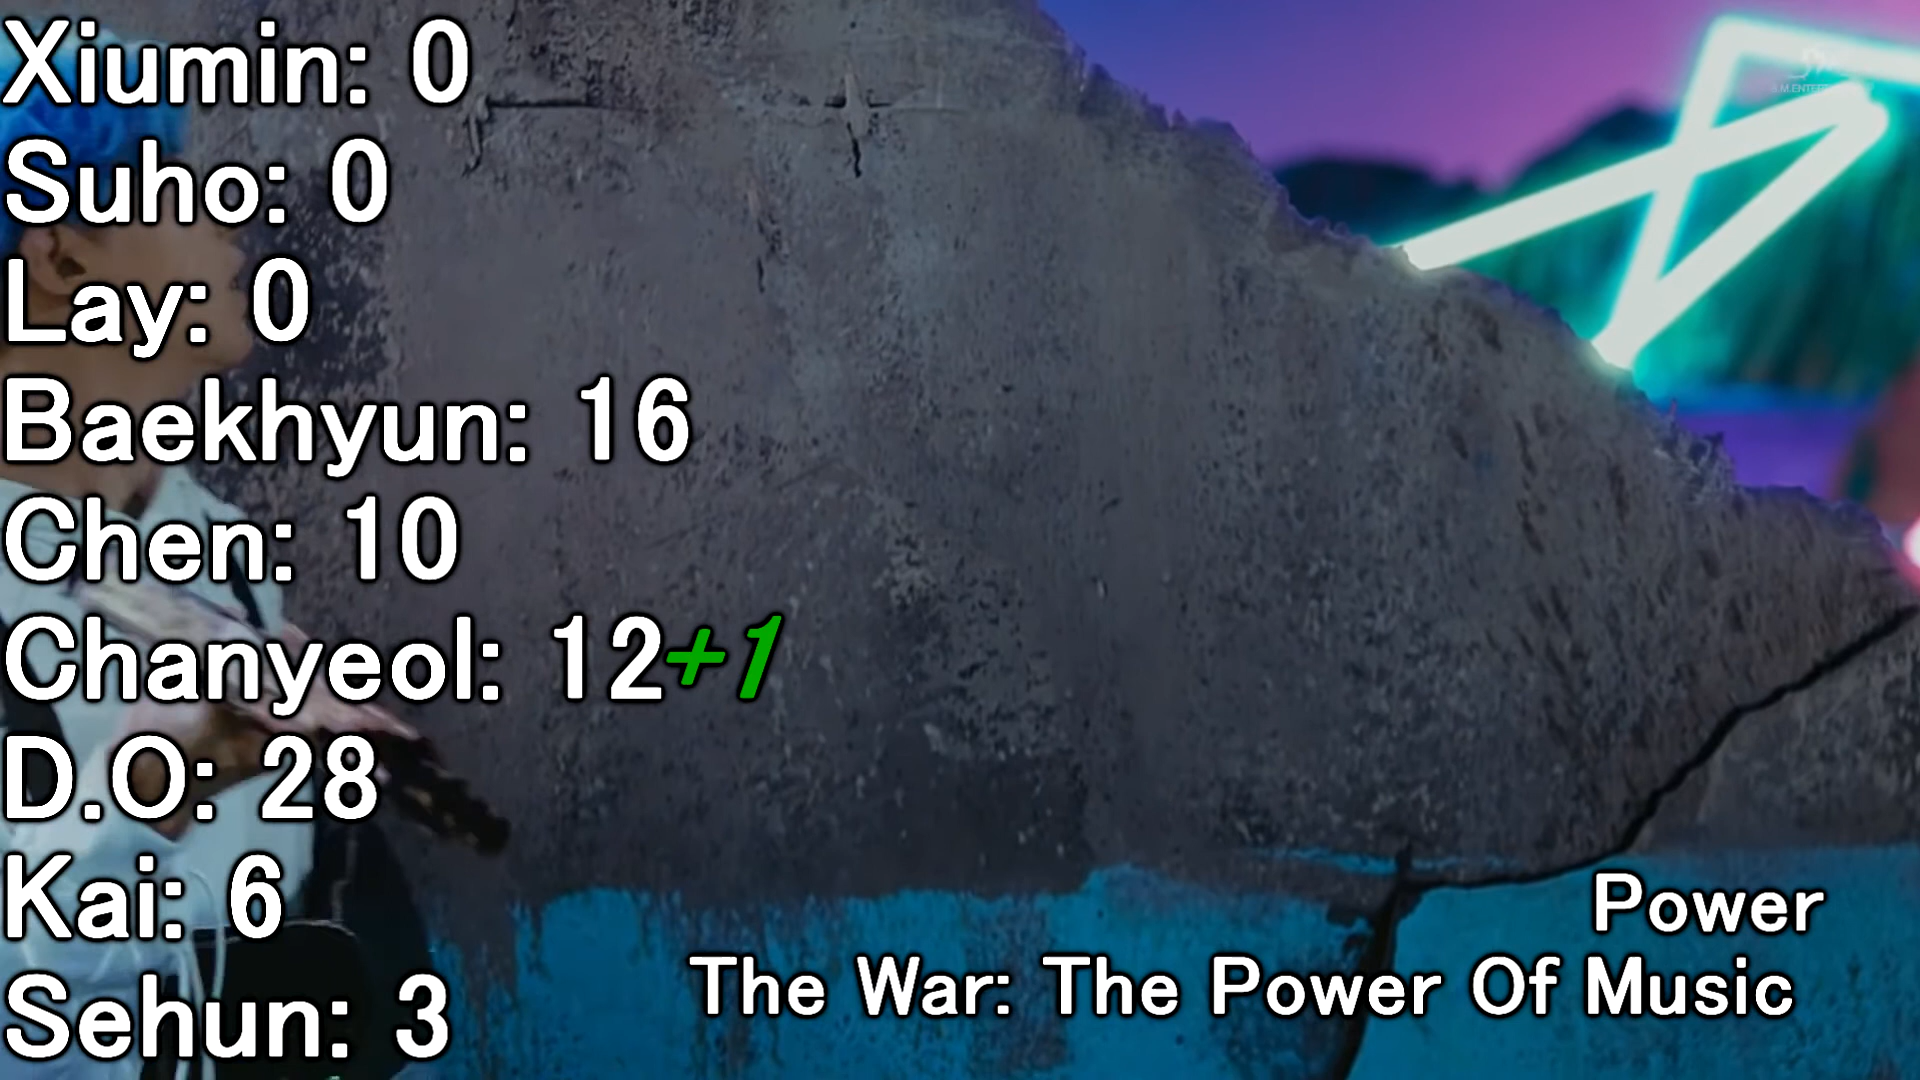 Xiumin: 0
Suho: 0
Lay: 0
Baekhyun: 16
Chen: 10
Chanyeol: 12+1
D.O: 28
Kai: 6
Sehun: 3
Power
The War: The Power Of Music